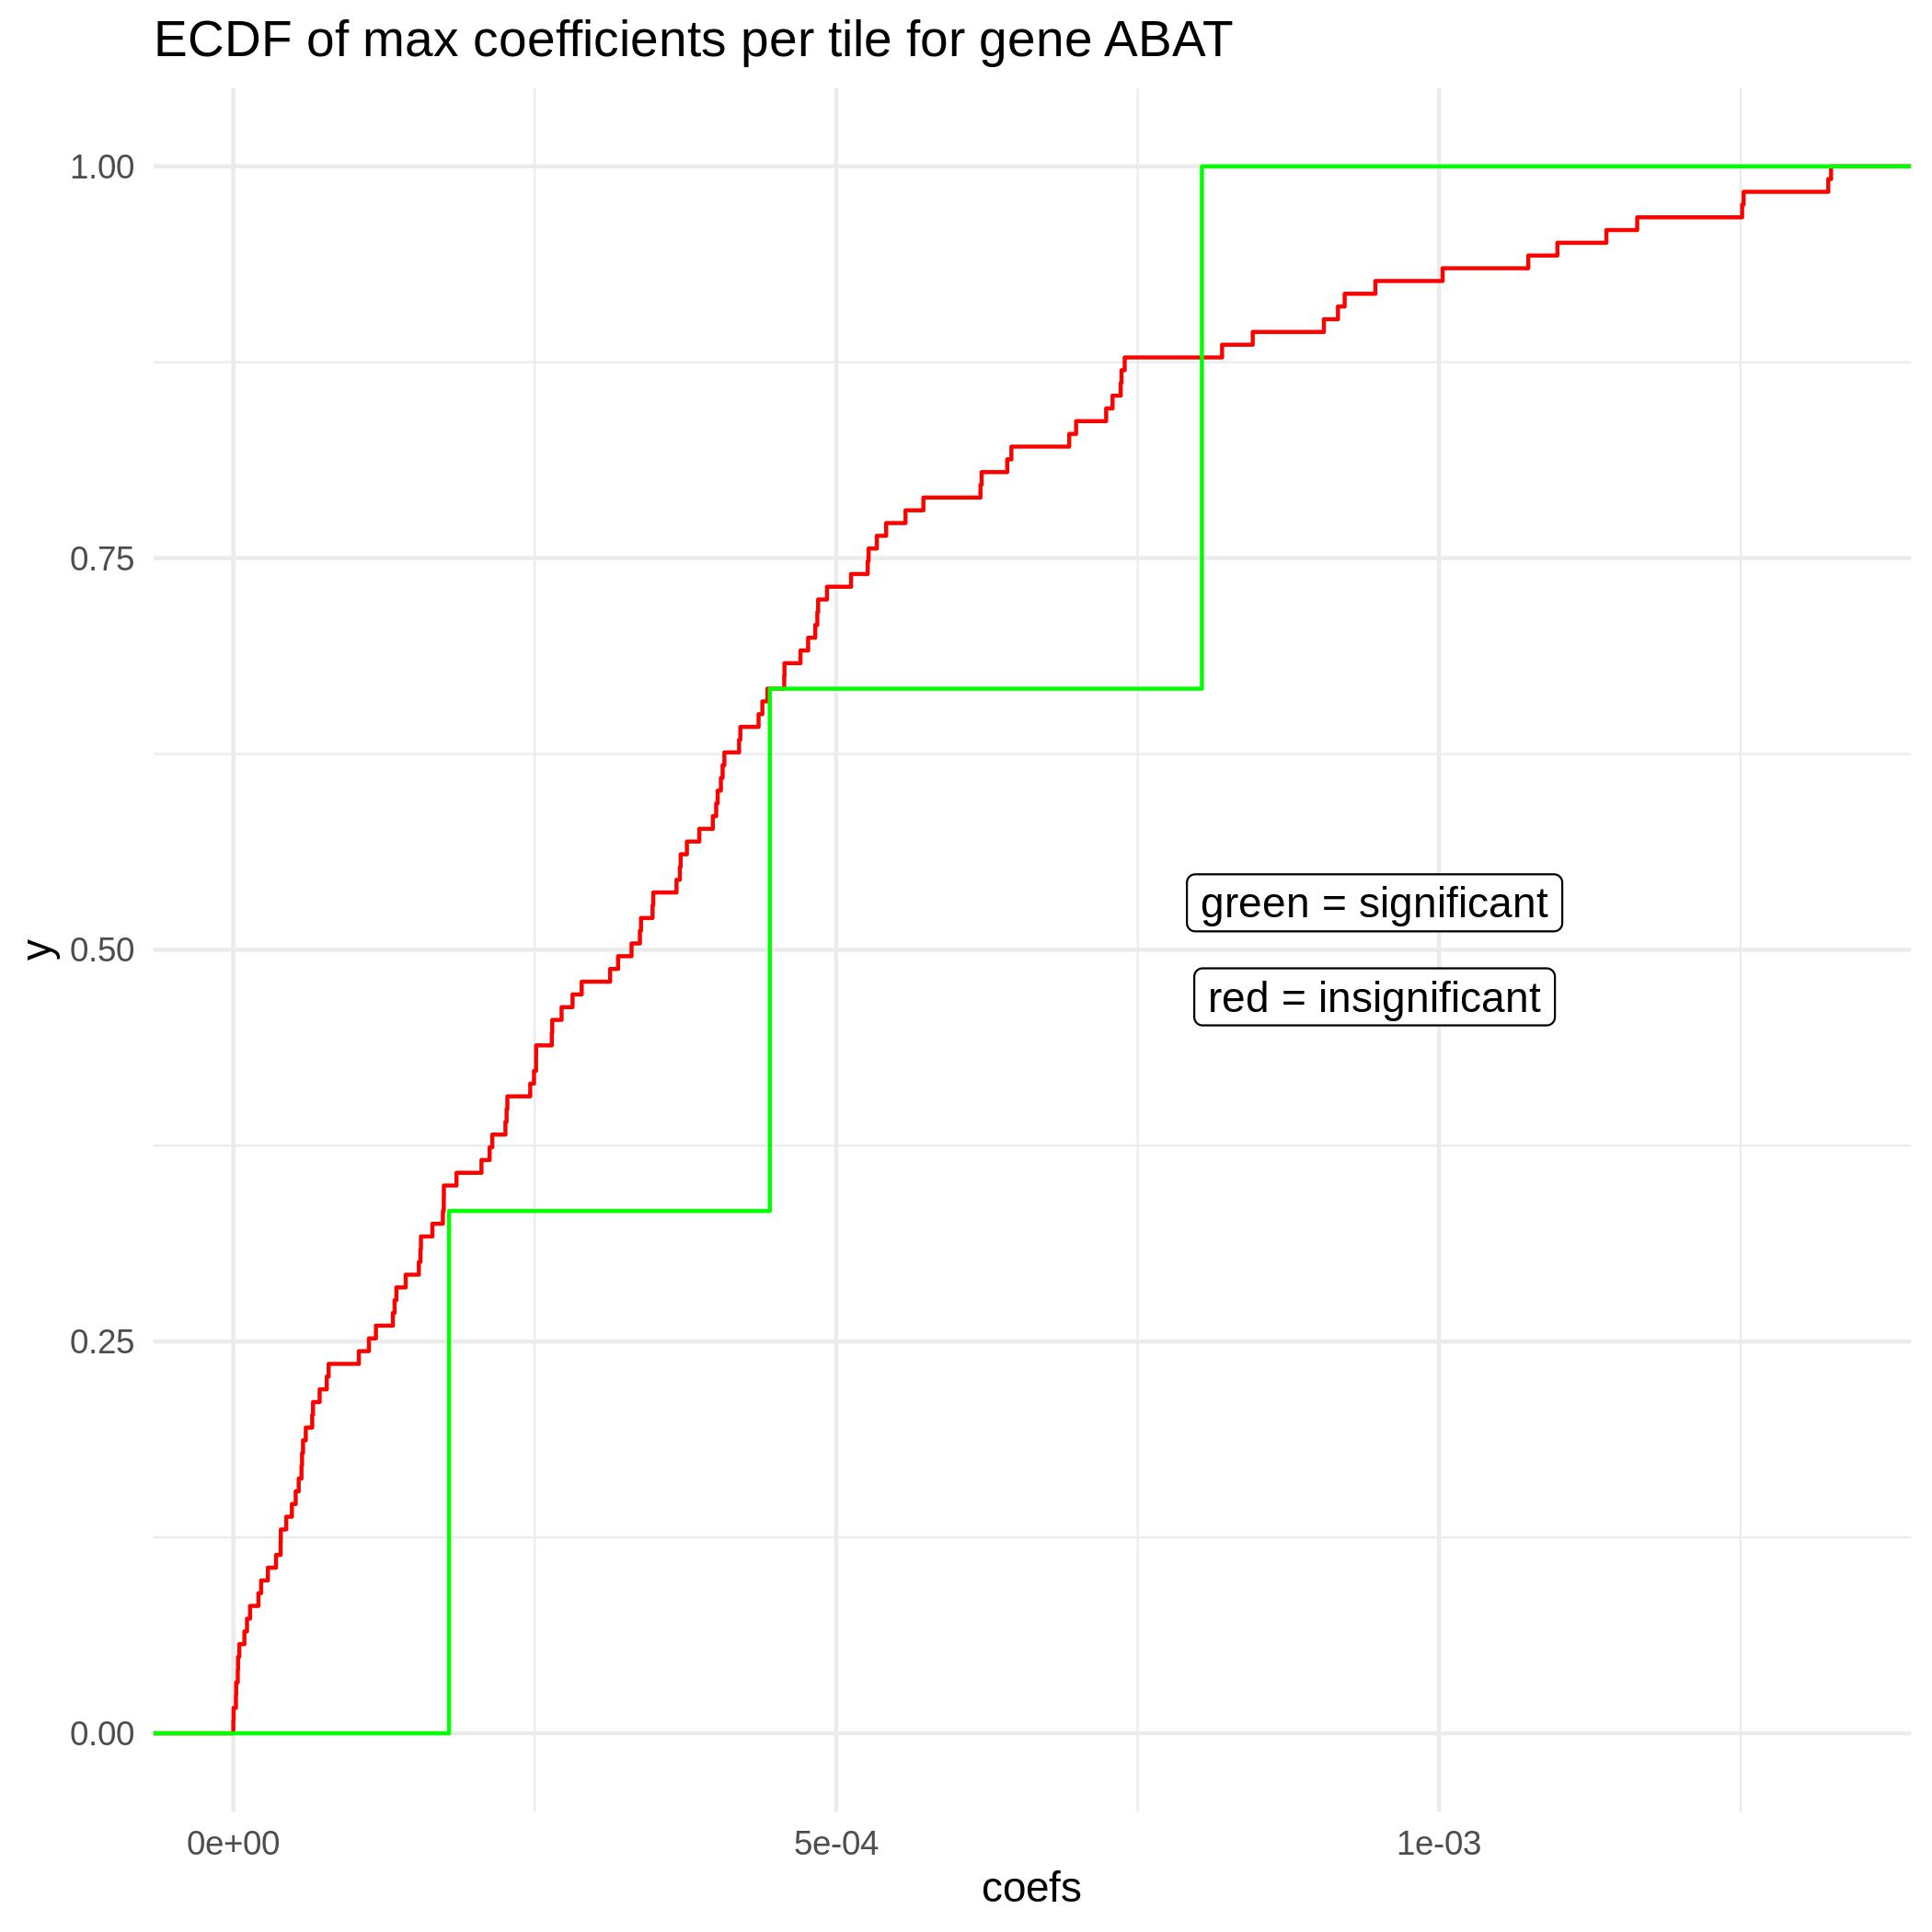 ECDF of max coefficients per tile for gene ABAT
1.00
0.75
0.50
0.25
0.00
y
green = significant
red = insignificant
0e+00
5e-04
1e-03
coefs